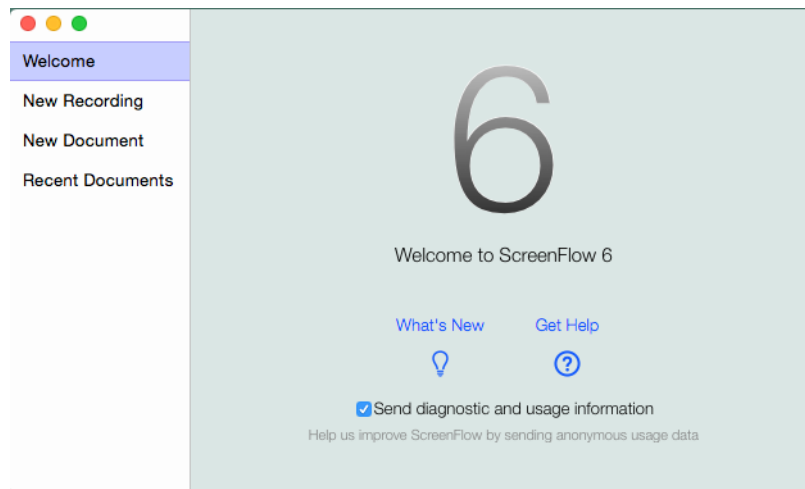 Welcome
New Recording
New Document
Recent Documents
6
Welcome to ScreenFlow 6
What's New
Get Help
?
Send diagnostic and usage information
Help us improve ScreenFlow by sending anonymous usage data